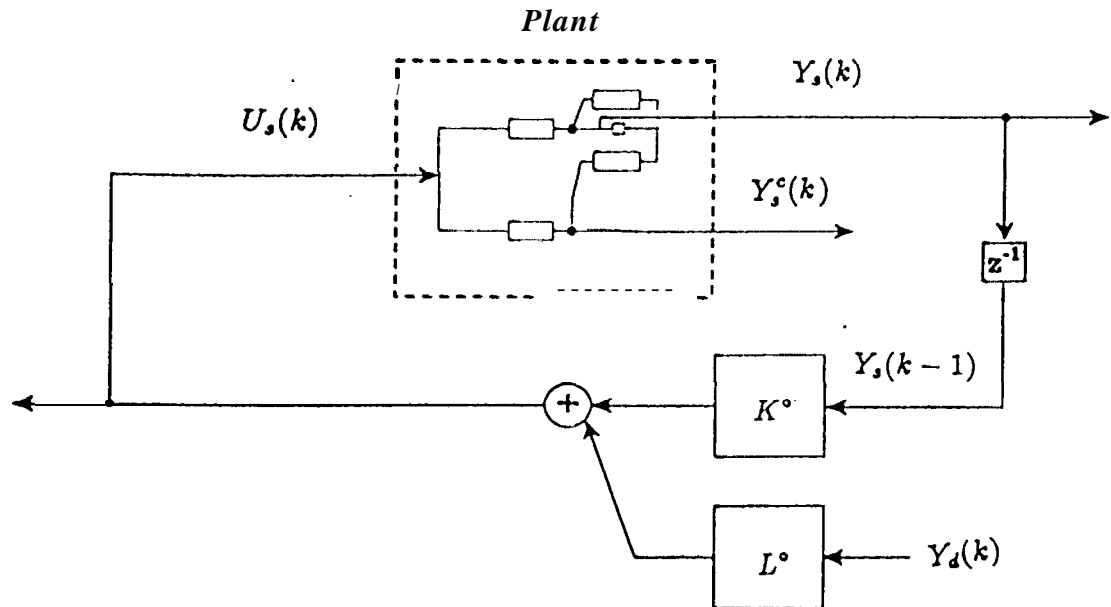 Plant
Y_s(k)
U_s(k)
Y_s^c(k)
z^{-1}
Y_s(k − 1)
K°
+
L°
Y_d(k)